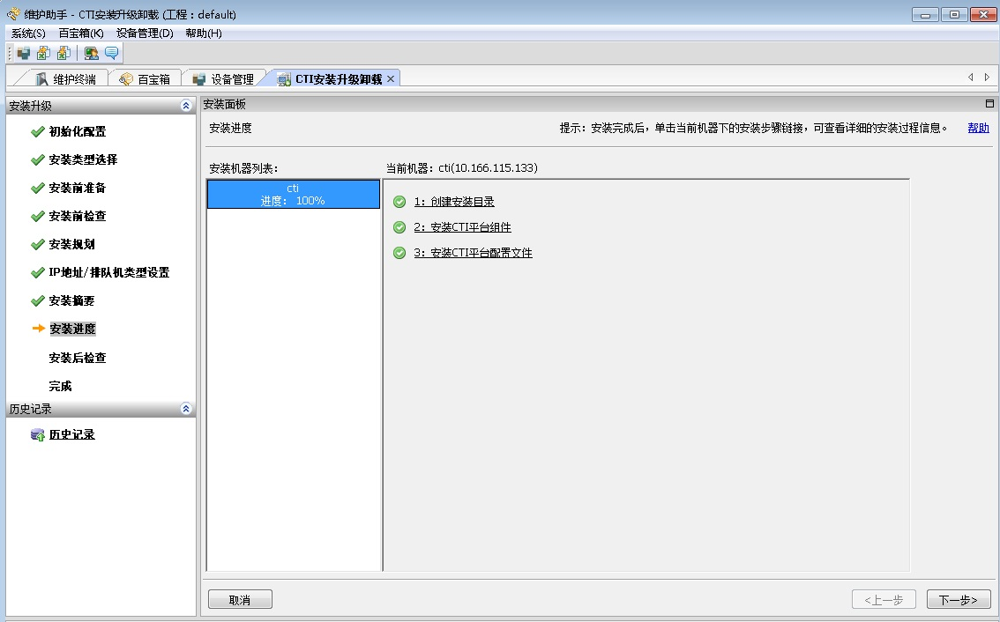 维护助手 - CTI安装升级卸载 (工程：default)
系统(S) 百宝箱(K) 设备管理(D) 帮助(H)
维护终端 百宝箱 设备管理 CTI安装升级卸载
安装升级
初始化配置
安装类型选择
安装前准备
安装前检查
安装规划
IP地址/排队机类型设置
安装摘要
安装进度
安装后检查
完成
历史记录
历史记录
安装面板
安装进度 提示：安装完成后，单击当前机器下的安装步骤链接，可查看详细的安装过程信息。 帮助
安装机器列表： 当前机器：cti(10.166.115.133)
cti
进度： 100%
1：创建安装目录
2：安装CTI平台组件
3：安装CTI平台配置文件
取消 <上一步 下一步>